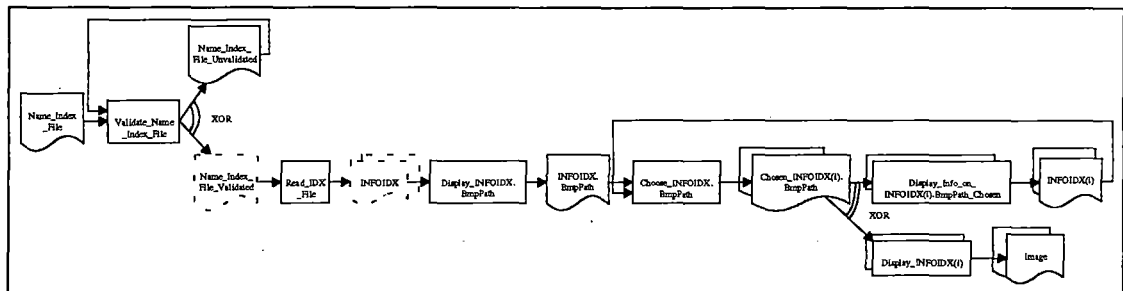 Name_Index_
File_Unvalidated
Name_Index
_File
Validate_Name
_Index_File
XOR
Name_Index_
File_Validated
Read_IDX
_File
INFOIDX
Display_INFOIDX.
BmpPath
INFOIDX.
BmpPath
Choose_INFOIDX.
BmpPath
Chosen_INFOIDX(i).
BmpPath
Display_Info_on_
INFOIDX(i).BmpPath_Chosen
INFOIDX(i)
XOR
Display_INFOIDX(i)
Image